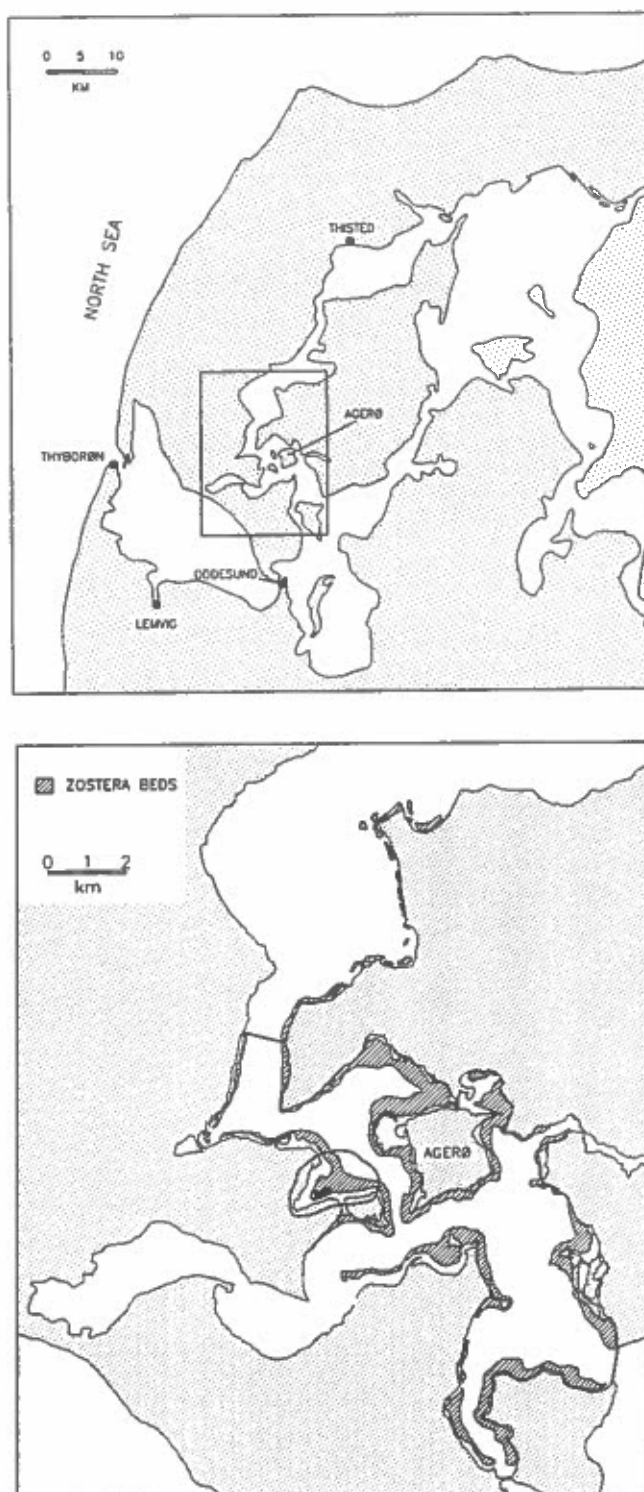 0 5 10
KM
THISTED
NORTH SEA
AGERØ
THYBORØN
ODDESUND
LEMVIG
ZOSTERA BEDS
0 1 2
km
AGERØ